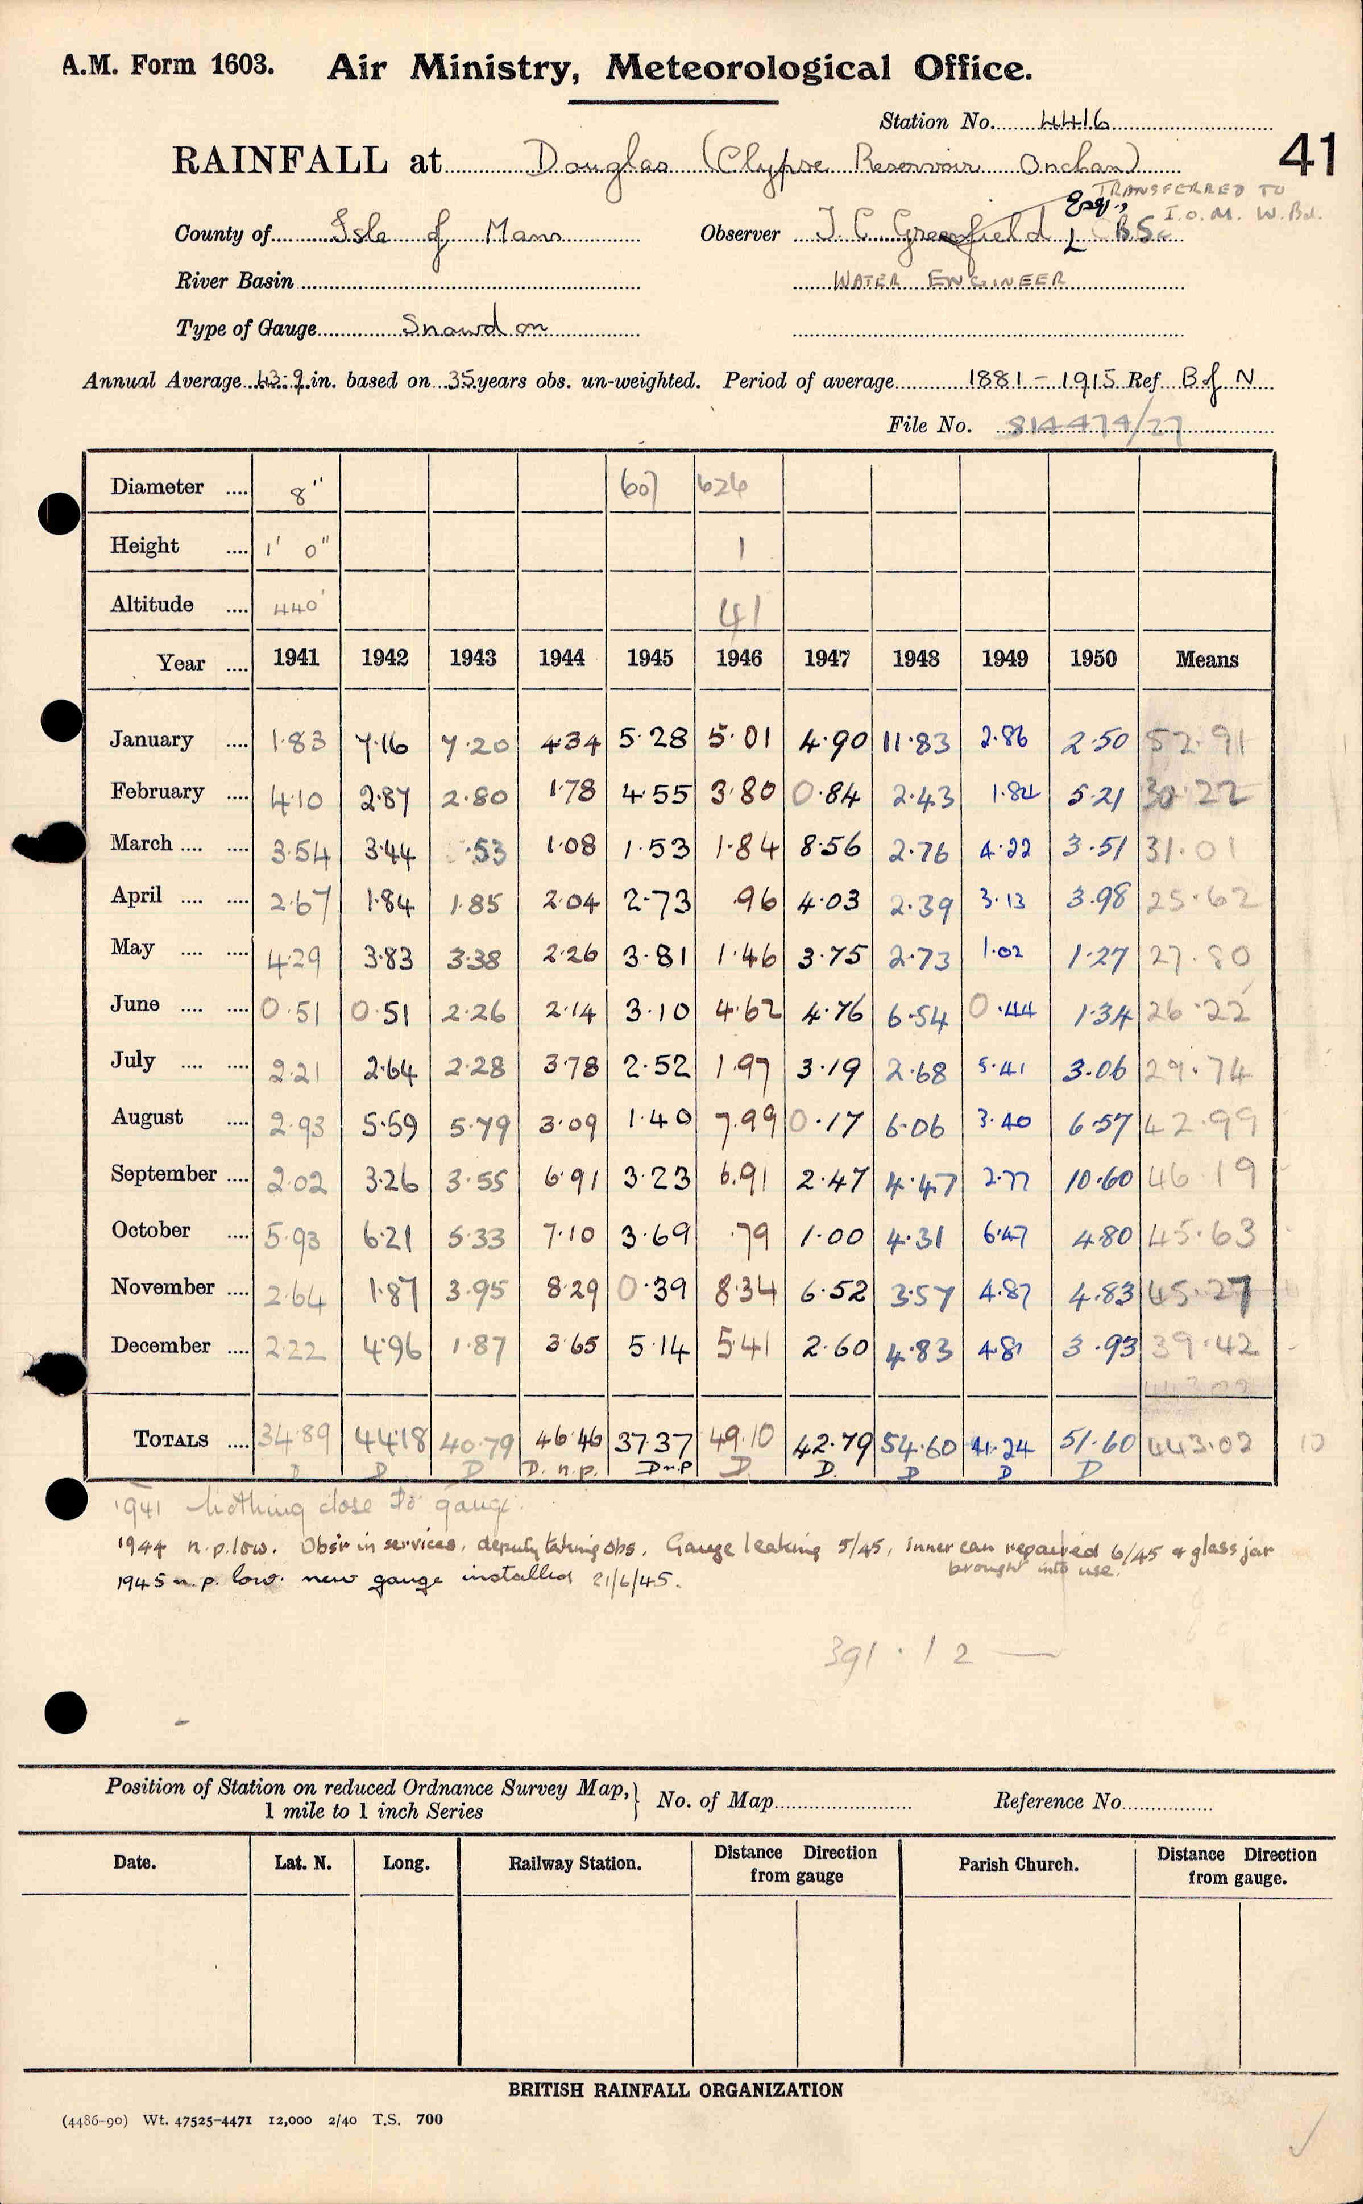 A.M. Form 1603. Air Ministry, Meteorological Office.
Station No. 4416
41
RAINFALL at Douglas (Clypse Reservoir Onchan)
TRANSFERRED TO
I.O.M. W.Bd.
County of Isle of Mann Observer J. C Greenfield Esq., B.Sc
River Basin WATER ENGINEER
Type of Gauge Snowdon
Annual Average 43.9 in. based on 35 years obs. un-weighted. Period of average 1881 - 1915 Ref B of N
File No. 814474/27
Diameter .... 8" 607 626
Height .... 1' 0" 1
Altitude .... 440' 41
Year .... 1941 1942 1943 1944 1945 1946 1947 1948 1949 1950 Means
January .... 1.83 7.16 7.20 4.34 5.28 5.01 4.90 11.83 2.86 2.50 52.91
February .... 4.10 2.87 2.80 1.78 4.55 3.80 0.84 2.43 1.84 5.21 30.22
March .... .... 3.54 3.44 .53 1.08 1.53 1.84 8.56 2.76 4.22 3.51 31.01
April .... .... 2.67 1.84 1.85 2.04 2.73 .96 4.03 2.39 3.13 3.98 25.62
May .... .... 4.29 3.83 3.38 2.26 3.81 1.46 3.75 2.73 1.02 1.27 27.80
June .... .... 0.51 0.51 2.26 2.14 3.10 4.62 4.76 6.54 0.44 1.34 26.22
July .... .... 2.21 2.64 2.28 3.78 2.52 1.97 3.19 2.68 5.41 3.06 29.74
August .... 2.93 5.59 5.79 3.09 1.40 7.99 0.17 6.06 3.40 6.57 42.99
September .... 2.02 3.26 3.55 6.91 3.23 6.91 2.47 4.47 2.77 10.60 46.19
October .... 5.93 6.21 5.33 7.10 3.69 .79 1.00 4.31 6.47 4.80 45.63
November .... 2.64 1.87 3.95 8.29 0.39 8.34 6.52 3.57 4.87 4.83 45.27
December .... 2.22 4.96 1.87 3.65 5.14 5.41 2.60 4.83 4.81 3.93 39.42
443.02
TOTALS .... 34.89 44.18 40.79 46.46 37.37 49.10 42.79 54.60 41.24 51.60 443.02 10
D D D D. n.p. D n.p D D. D D D
1941 Nothing close to gauge.
1944 n.p. low. Obsr in services, deputy taking obs. Gauge leaking 5/45, inner can repaired 6/45 & glass jar
brought into use.
1945 n.p. low. new gauge installed 21/6/45.
391.12
Position of Station on reduced Ordnance Survey Map,
1 mile to 1 inch Series
No. of Map Reference No.
Date. Lat. N. Long. Railway Station. Distance Direction from gauge Parish Church. Distance Direction from gauge.
BRITISH RAINFALL ORGANIZATION
(4486-90) Wt. 47525-4471 12,000 2/40 T.S. 700